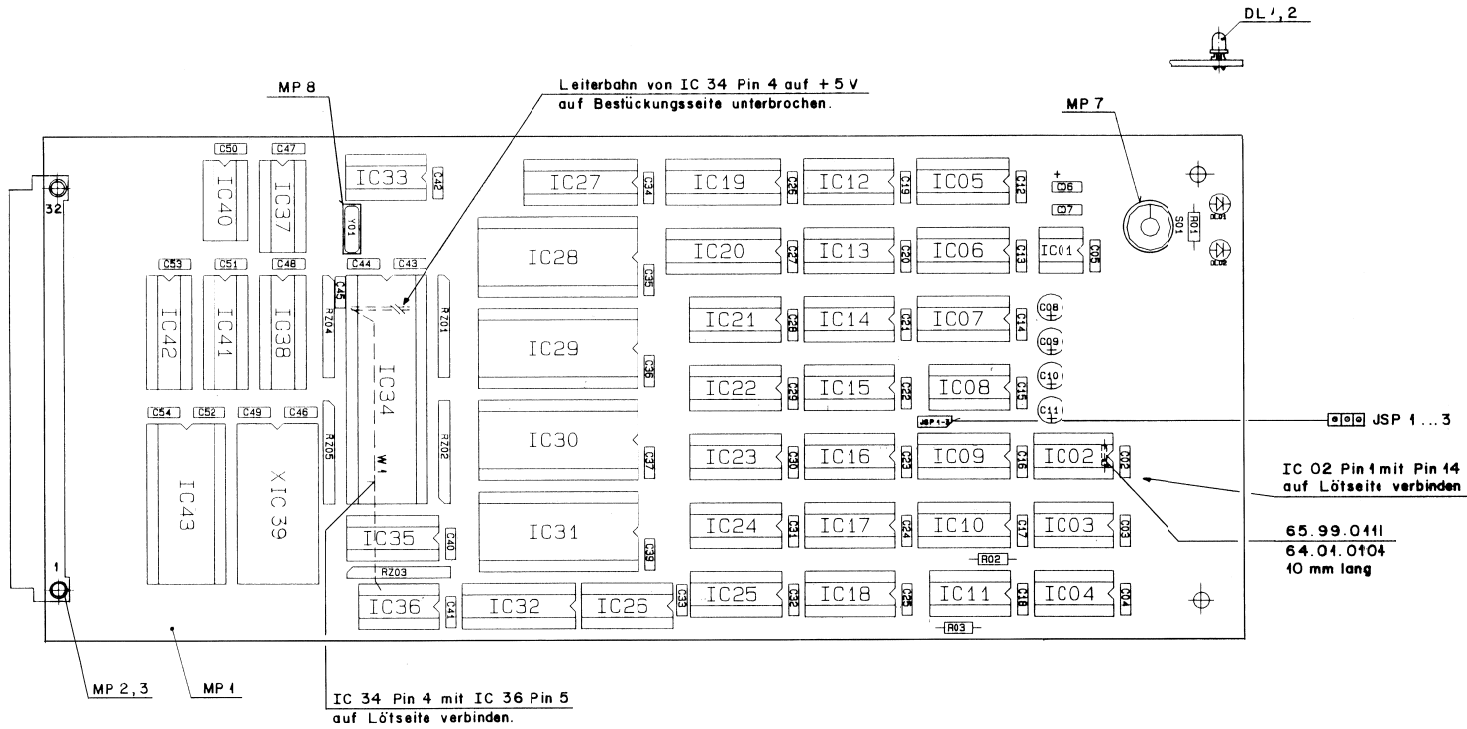 DL 1, 2
MP 8
Leiterbahn von IC 34 Pin 4 auf + 5 V
auf Bestückungsseite unterbrochen.
MP 7
C50 C47
IC33 C42
IC27 C34
IC19 C26
IC12 C19
IC05 C12
+
C06
C07
32
IC40 IC37
Y01
S01 R01
DL01
IC28 C35
IC20 C27
IC13 C20
IC06 C13
IC01 C05
DL02
C53 C51 C48 C44 C43
C45
RZ04 RZ01
IC42 IC41 IC38 IC34
IC21 C28
IC14 C21
IC07 C14
C08
C09
IC29 C36
IC22 C29
IC15 C22
IC08 C15
C10
C11
C54 C52 C49 C46
RZ05 RZ02
JSP 1-3
JSP 1 ... 3
IC30 C37
W1
IC23 C30
IC16 C23
IC09 C16
IC02 C02
IC 02 Pin 1 mit Pin 14
auf Lötseite verbinden
IC43 XIC39
IC31 C39
IC24 C31
IC17 C24
IC10 C17
IC03 C03
65.99.0111
64.01.0101
10 mm lang
IC35 C40
R02
RZ03
1
IC36 C41
IC32
IC26 C33
IC25 C32
IC18 C25
IC11 C18
IC04 C04
R03
MP 2, 3
MP 1
IC 34 Pin 4 mit IC 36 Pin 5
auf Lötseite verbinden.